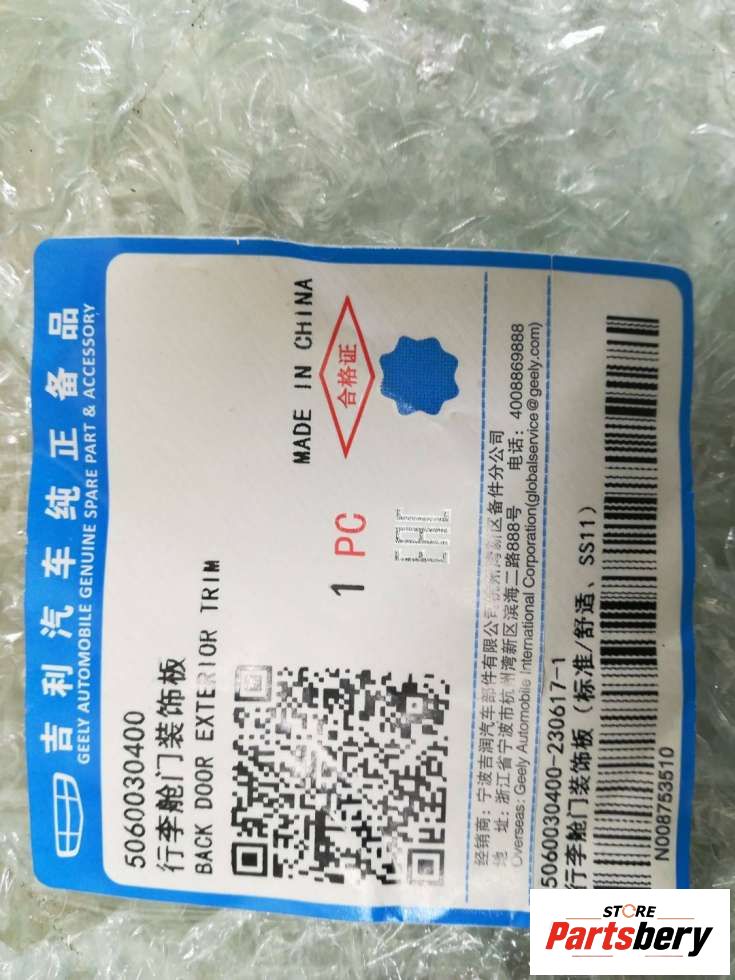 吉利汽车纯正备品
GEELY AUTOMOBILE GENUINE SPARE PART & ACCESSORY
5060030400
行李舱门装饰板
BACK DOOR EXTERIOR TRIM
MADE IN CHINA
合格证
1 PC
经销商：宁波吉润汽车部件有限公司杭州湾新区备件分公司
地 址：浙江省宁波市杭州湾新区滨海二路888号 电话：4008869888
Overseas: Geely Automobile International Corporation(globalservice@geely.com)
5060030400-230617-1
行李舱门装饰板（标准/舒适、SS11）
N008753510
STORE
Partsbery